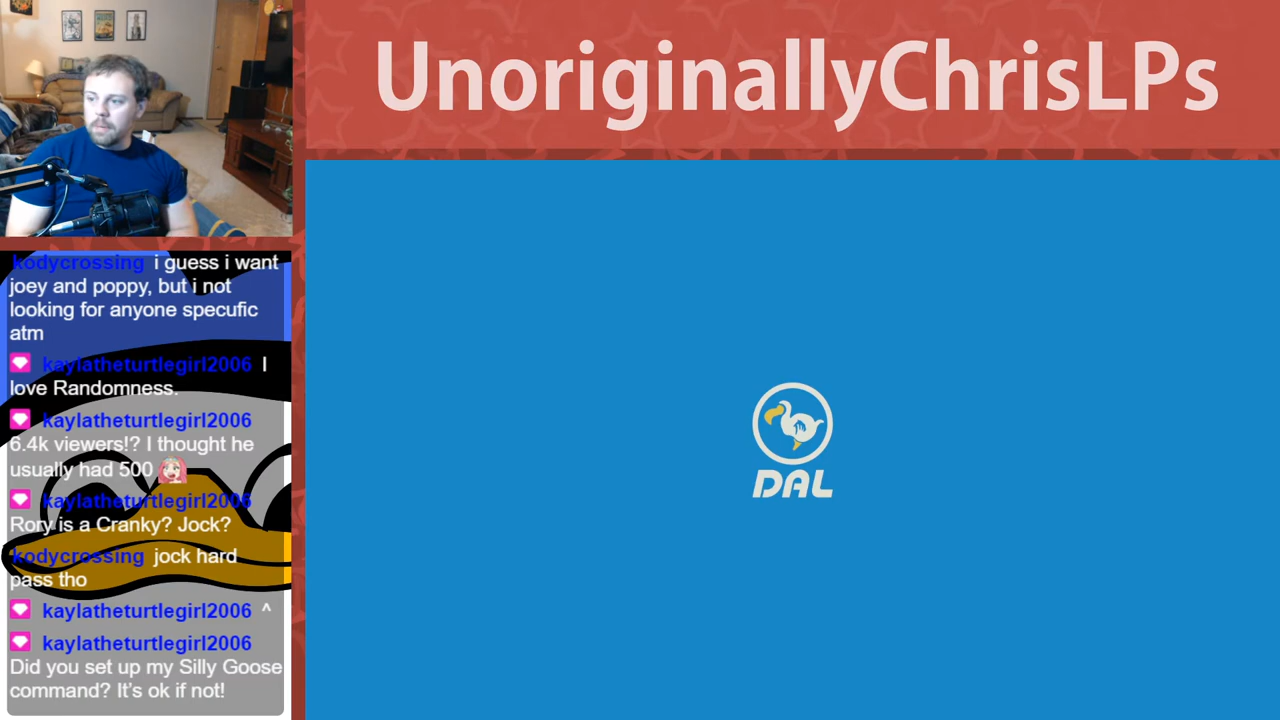 UnoriginallyChrisLPs
kodycrossing i guess i want
joey and poppy, but i not
looking for anyone specufic
atm
kaylatheturtlegirl2006 I
love Randomness.
kaylatheturtlegirl2006
6.4k viewers!? I thought he
usually had 500
kaylatheturtlegirl2006
Rory is a Cranky? Jock?
kodycrossing jock hard
pass tho
kaylatheturtlegirl2006 ^
kaylatheturtlegirl2006
Did you set up my Silly Goose
command? It's ok if not!
DAL